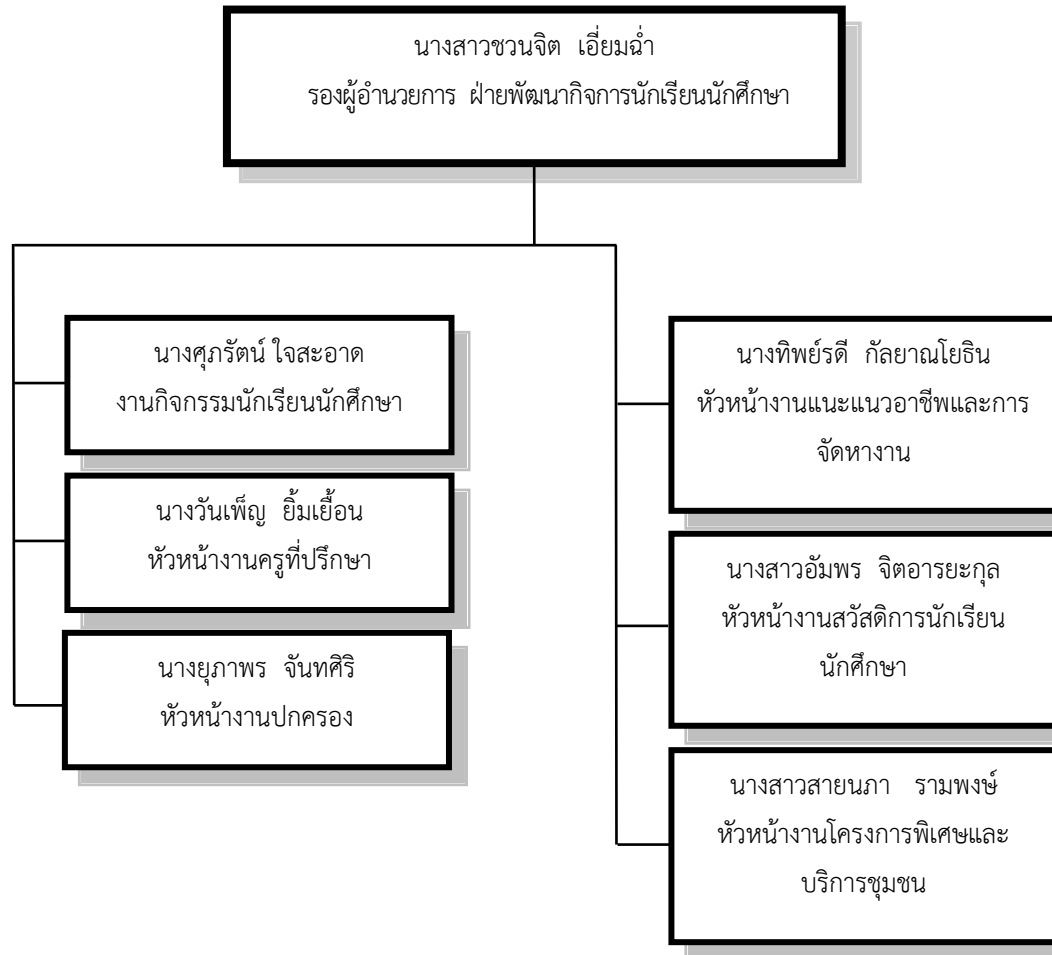 นางสาวชวนจิต เอี่ยมฉ่ำ
รองผู้อำนวยการ ฝ่ายพัฒนากิจการนักเรียนนักศึกษา
นางศุภรัตน์ ใจสะอาด
งานกิจกรรมนักเรียนนักศึกษา
นางวันเพ็ญ ยิ้มเยื้อน
หัวหน้างานครูที่ปรึกษา
นางยุภาพร จันทศิริ
หัวหน้างานปกครอง
นางทิพย์รดี กัลยาณโยธิน
หัวหน้างานแนะแนวอาชีพและการ
จัดหางาน
นางสาวอัมพร จิตอารยะกุล
หัวหน้างานสวัสดิการนักเรียน
นักศึกษา
นางสาวสายนภา รามพงษ์
หัวหน้างานโครงการพิเศษและ
บริการชุมชน